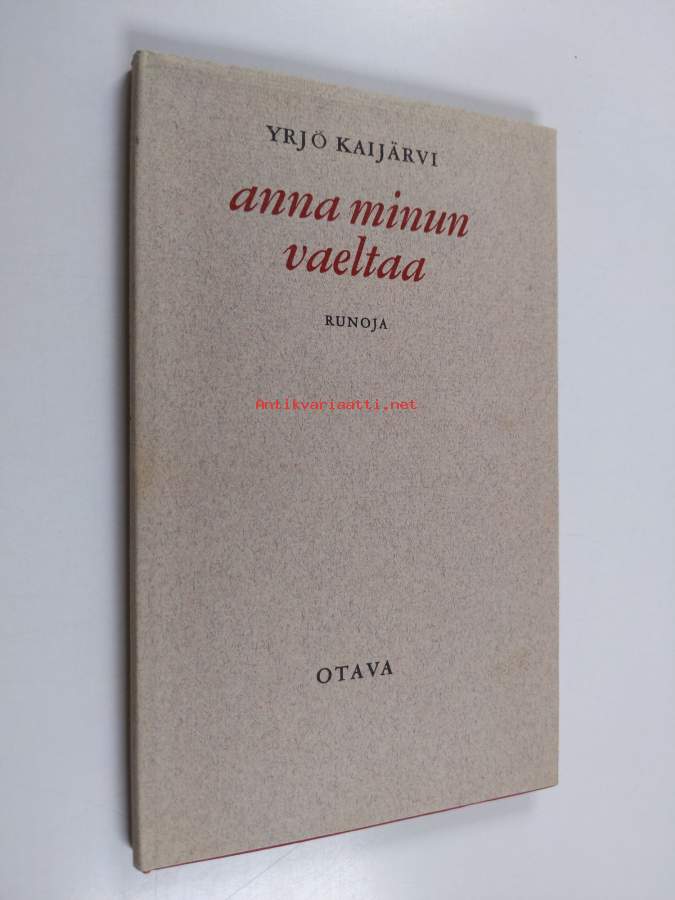 YRJÖ KAIJÄRVI
anna minun
vaeltaa
RUNOJA
Antikvariaatti.net
OTAVA